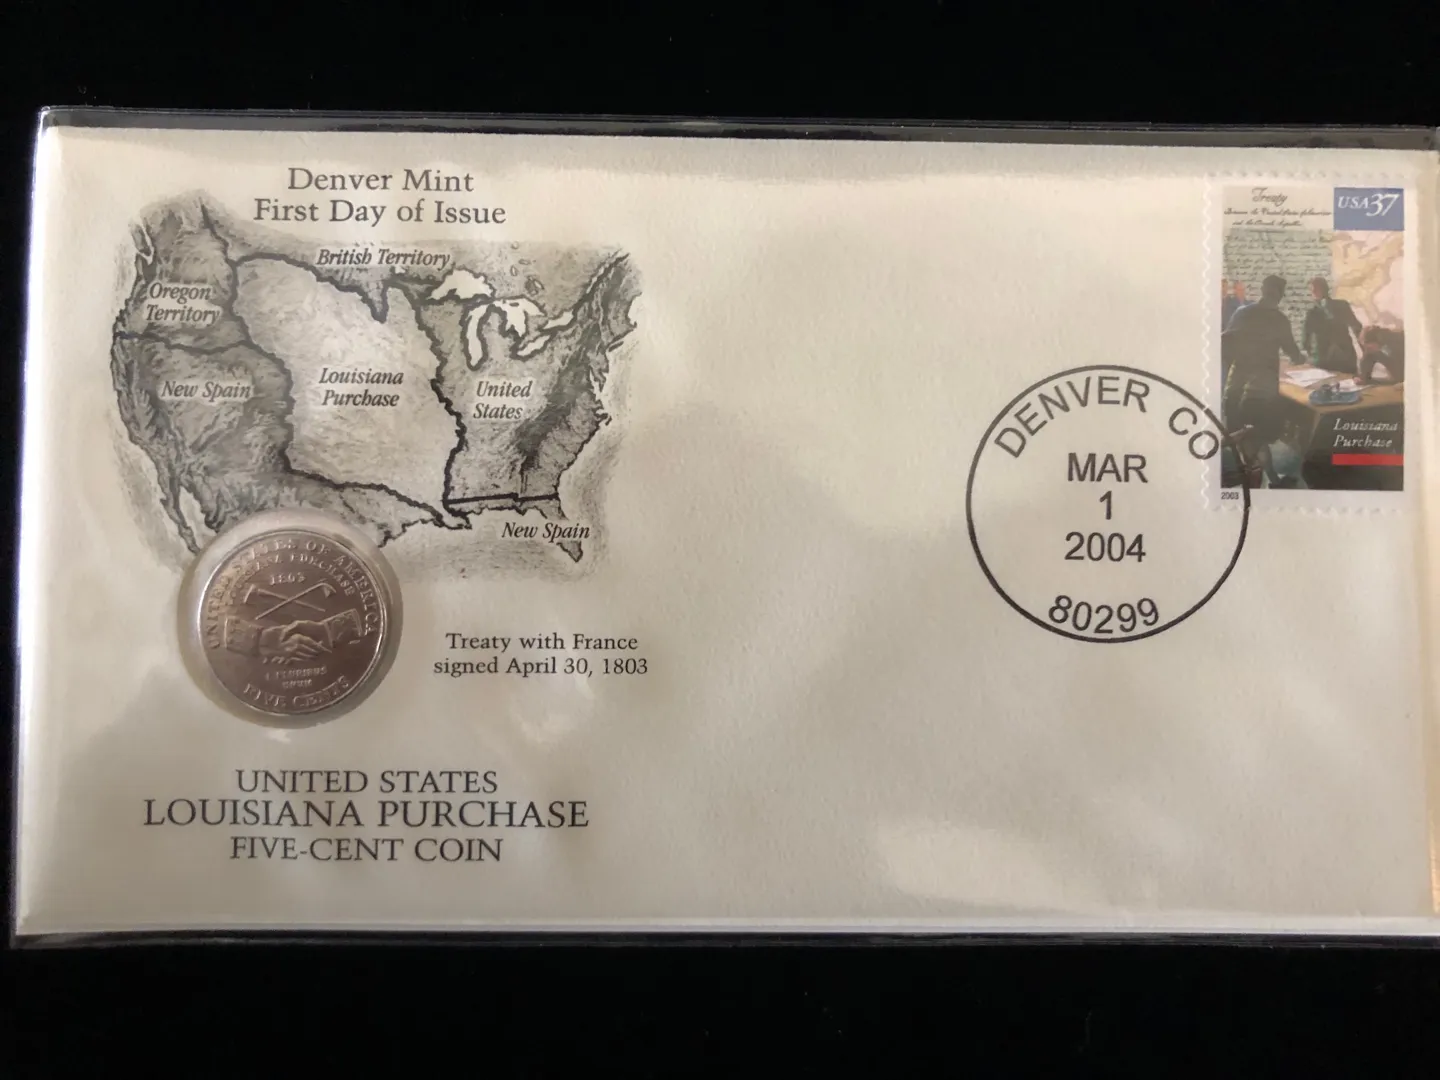 Denver Mint
First Day of Issue
British Territory
Oregon
Territory
New Spain
Louisiana
Purchase
United
States
New Spain
UNITED STATES OF AMERICA
LOUISIANA PURCHASE
1803
E PLURIBUS
UNUM
FIVE CENTS
Treaty with France
signed April 30, 1803
UNITED STATES
LOUISIANA PURCHASE
FIVE-CENT COIN
Treaty
USA37
Louisiana
Purchase
2003
DENVER CO
MAR
1
2004
80299